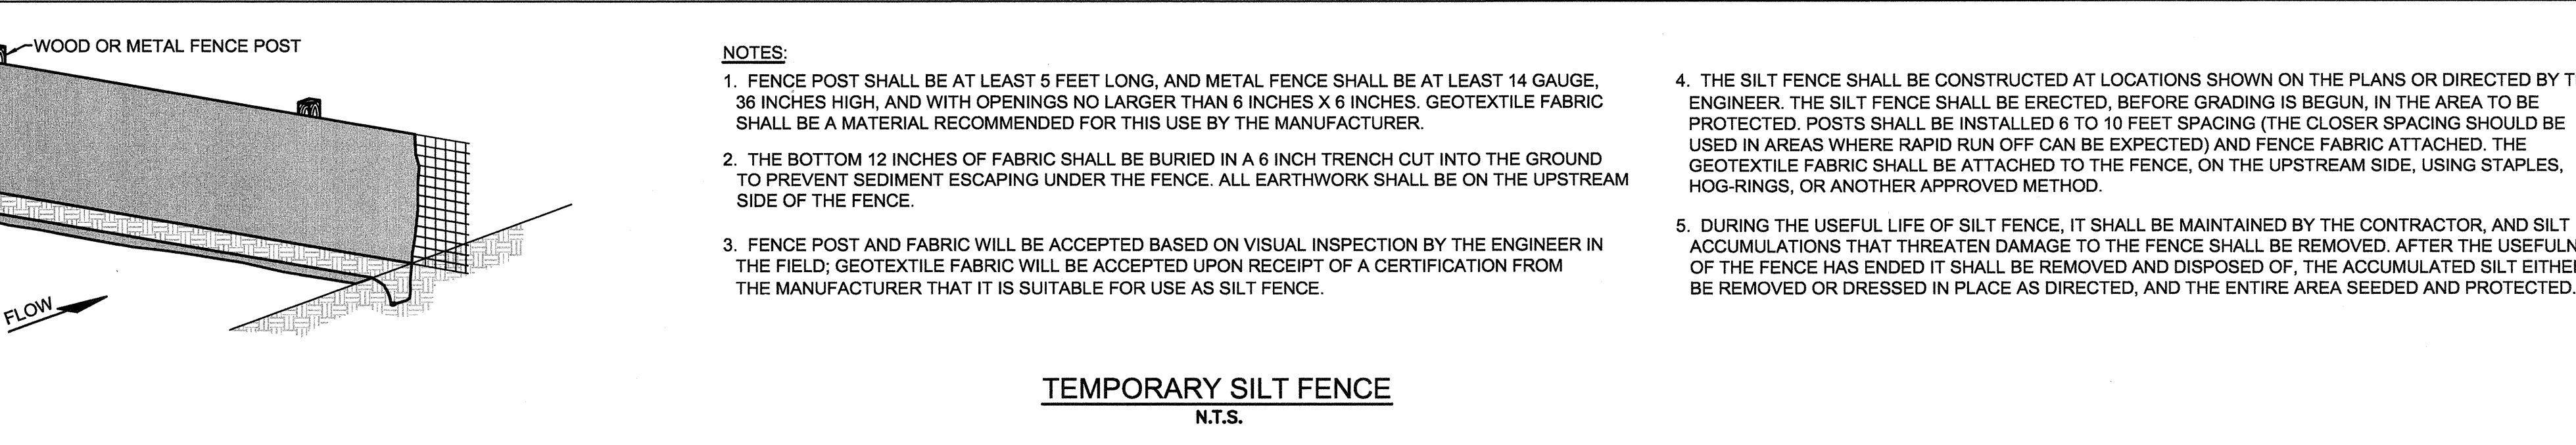 WOOD OR METAL FENCE POST
FLOW
NOTES:
1. FENCE POST SHALL BE AT LEAST 5 FEET LONG, AND METAL FENCE SHALL BE AT LEAST 14 GAUGE,
36 INCHES HIGH, AND WITH OPENINGS NO LARGER THAN 6 INCHES X 6 INCHES. GEOTEXTILE FABRIC
SHALL BE A MATERIAL RECOMMENDED FOR THIS USE BY THE MANUFACTURER.
2. THE BOTTOM 12 INCHES OF FABRIC SHALL BE BURIED IN A 6 INCH TRENCH CUT INTO THE GROUND
TO PREVENT SEDIMENT ESCAPING UNDER THE FENCE. ALL EARTHWORK SHALL BE ON THE UPSTREAM
SIDE OF THE FENCE.
3. FENCE POST AND FABRIC WILL BE ACCEPTED BASED ON VISUAL INSPECTION BY THE ENGINEER IN
THE FIELD; GEOTEXTILE FABRIC WILL BE ACCEPTED UPON RECEIPT OF A CERTIFICATION FROM
THE MANUFACTURER THAT IT IS SUITABLE FOR USE AS SILT FENCE.
4. THE SILT FENCE SHALL BE CONSTRUCTED AT LOCATIONS SHOWN ON THE PLANS OR DIRECTED BY
ENGINEER. THE SILT FENCE SHALL BE ERECTED, BEFORE GRADING IS BEGUN, IN THE AREA TO BE
PROTECTED. POSTS SHALL BE INSTALLED 6 TO 10 FEET SPACING (THE CLOSER SPACING SHOULD BE
USED IN AREAS WHERE RAPID RUN OFF CAN BE EXPECTED) AND FENCE FABRIC ATTACHED. THE
GEOTEXTILE FABRIC SHALL BE ATTACHED TO THE FENCE, ON THE UPSTREAM SIDE, USING STAPLES,
HOG-RINGS, OR ANOTHER APPROVED METHOD.
5. DURING THE USEFUL LIFE OF SILT FENCE, IT SHALL BE MAINTAINED BY THE CONTRACTOR, AND SILT
ACCUMULATIONS THAT THREATEN DAMAGE TO THE FENCE SHALL BE REMOVED. AFTER THE
OF THE FENCE HAS ENDED IT SHALL BE REMOVED AND DISPOSED OF, THE ACCUMULATED SILT
BE REMOVED OR DRESSED IN PLACE AS DIRECTED, AND THE ENTIRE AREA SEEDED AND PROTECTED.
TEMPORARY SILT FENCE
N.T.S.